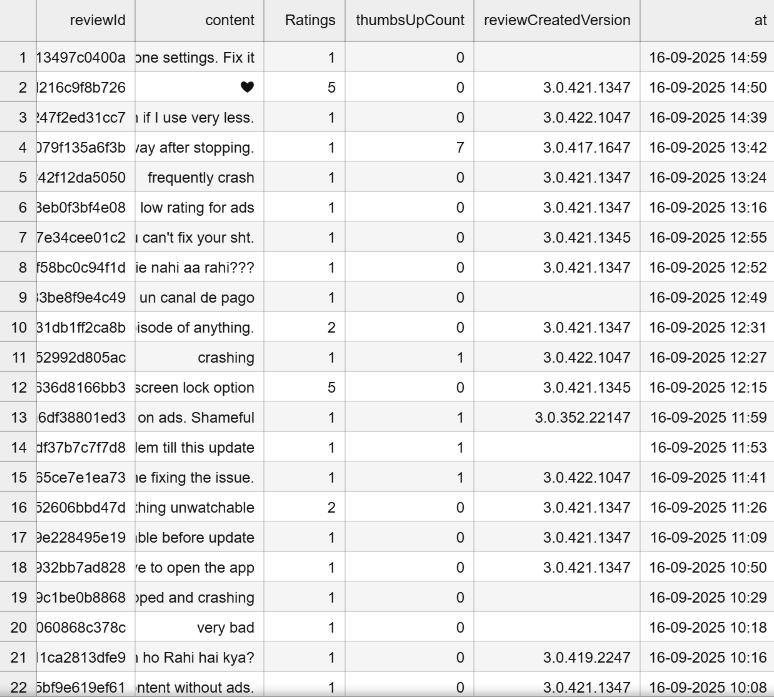 reviewId content Ratings thumbsUpCount reviewCreatedVersion at
1 13497c0400a one settings. Fix it 1 0 16-09-2025 14:59
2 216c9f8b726 ♥ 5 0 3.0.421.1347 16-09-2025 14:50
3 247f2ed31cc7 if I use very less. 1 0 3.0.422.1047 16-09-2025 14:39
4 079f135a6f3b way after stopping. 1 7 3.0.417.1647 16-09-2025 13:42
5 42f12da5050 frequently crash 1 0 3.0.421.1347 16-09-2025 13:24
6 3eb0f3bf4e08 low rating for ads 1 0 3.0.421.1347 16-09-2025 13:16
7 7e34cee01c2 can't fix your sht. 1 0 3.0.421.1345 16-09-2025 12:55
8 f58bc0c94f1d ie nahi aa rahi??? 1 0 3.0.421.1347 16-09-2025 12:52
9 33be8f9e4c49 un canal de pago 1 0 16-09-2025 12:49
10 31db1ff2ca8b isode of anything. 2 0 3.0.421.1347 16-09-2025 12:31
11 52992d805ac crashing 1 1 3.0.422.1047 16-09-2025 12:27
12 636d8166bb3 screen lock option 5 0 3.0.421.1345 16-09-2025 12:15
13 6df38801ed3 on ads. Shameful 1 1 3.0.352.22147 16-09-2025 11:59
14 df37b7c7f7d8 lem till this update 1 1 16-09-2025 11:53
15 65ce7e1ea73 e fixing the issue. 1 1 3.0.422.1047 16-09-2025 11:41
16 52606bbd47d thing unwatchable 2 0 3.0.421.1347 16-09-2025 11:26
17 9e228495e19 ble before update 1 0 3.0.421.1347 16-09-2025 11:09
18 932bb7ad828 e to open the app 1 0 3.0.421.1347 16-09-2025 10:50
19 9c1be0b8868 pped and crashing 1 0 16-09-2025 10:29
20 060868c378c very bad 1 0 16-09-2025 10:18
21 1ca2813dfe9 ho Rahi hai kya? 1 0 3.0.419.2247 16-09-2025 10:16
22 5bf9e619ef61 ntent without ads. 1 0 3.0.421.1347 16-09-2025 10:08